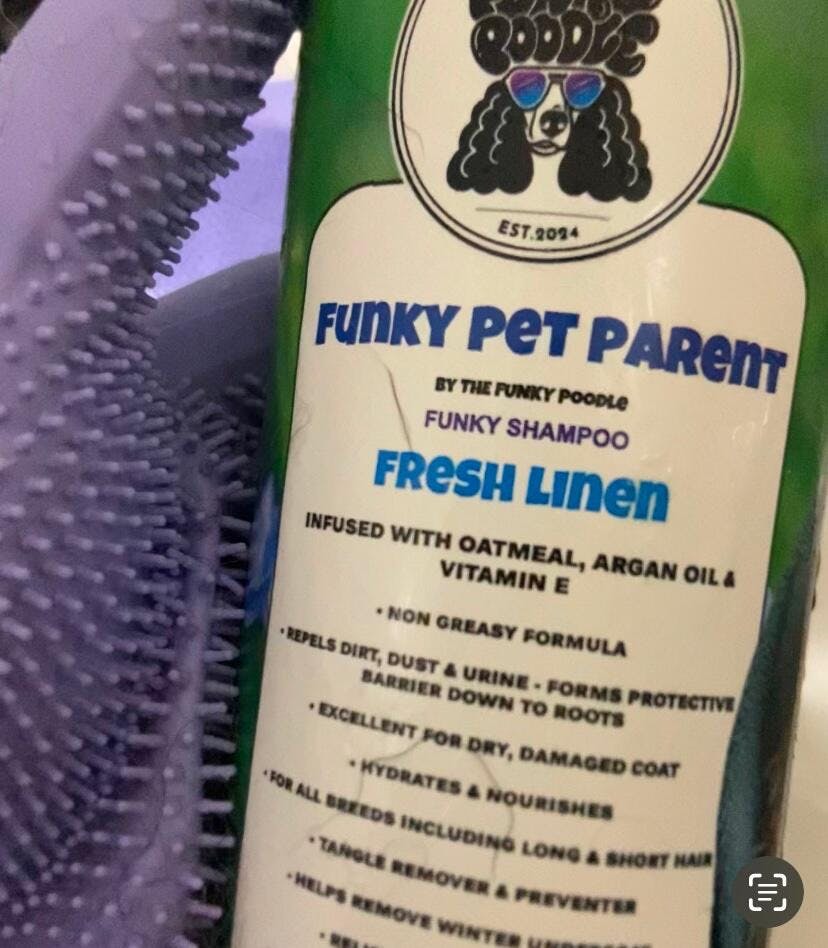 POODLE
EST.2024
FUNKY PET PARENT
BY THE FUNKY POODLE
FUNKY SHAMPOO
FRESH LINEN
INFUSED WITH OATMEAL, ARGAN OIL &
VITAMIN E
• NON GREASY FORMULA
• REPELS DIRT, DUST & URINE - FORMS PROTECTIVE
BARRIER DOWN TO ROOTS
• EXCELLENT FOR DRY, DAMAGED COAT
• HYDRATES & NOURISHES
• FOR ALL BREEDS INCLUDING LONG & SHORT HAIR
• TANGLE REMOVER & PREVENTER
• HELPS REMOVE WINTER